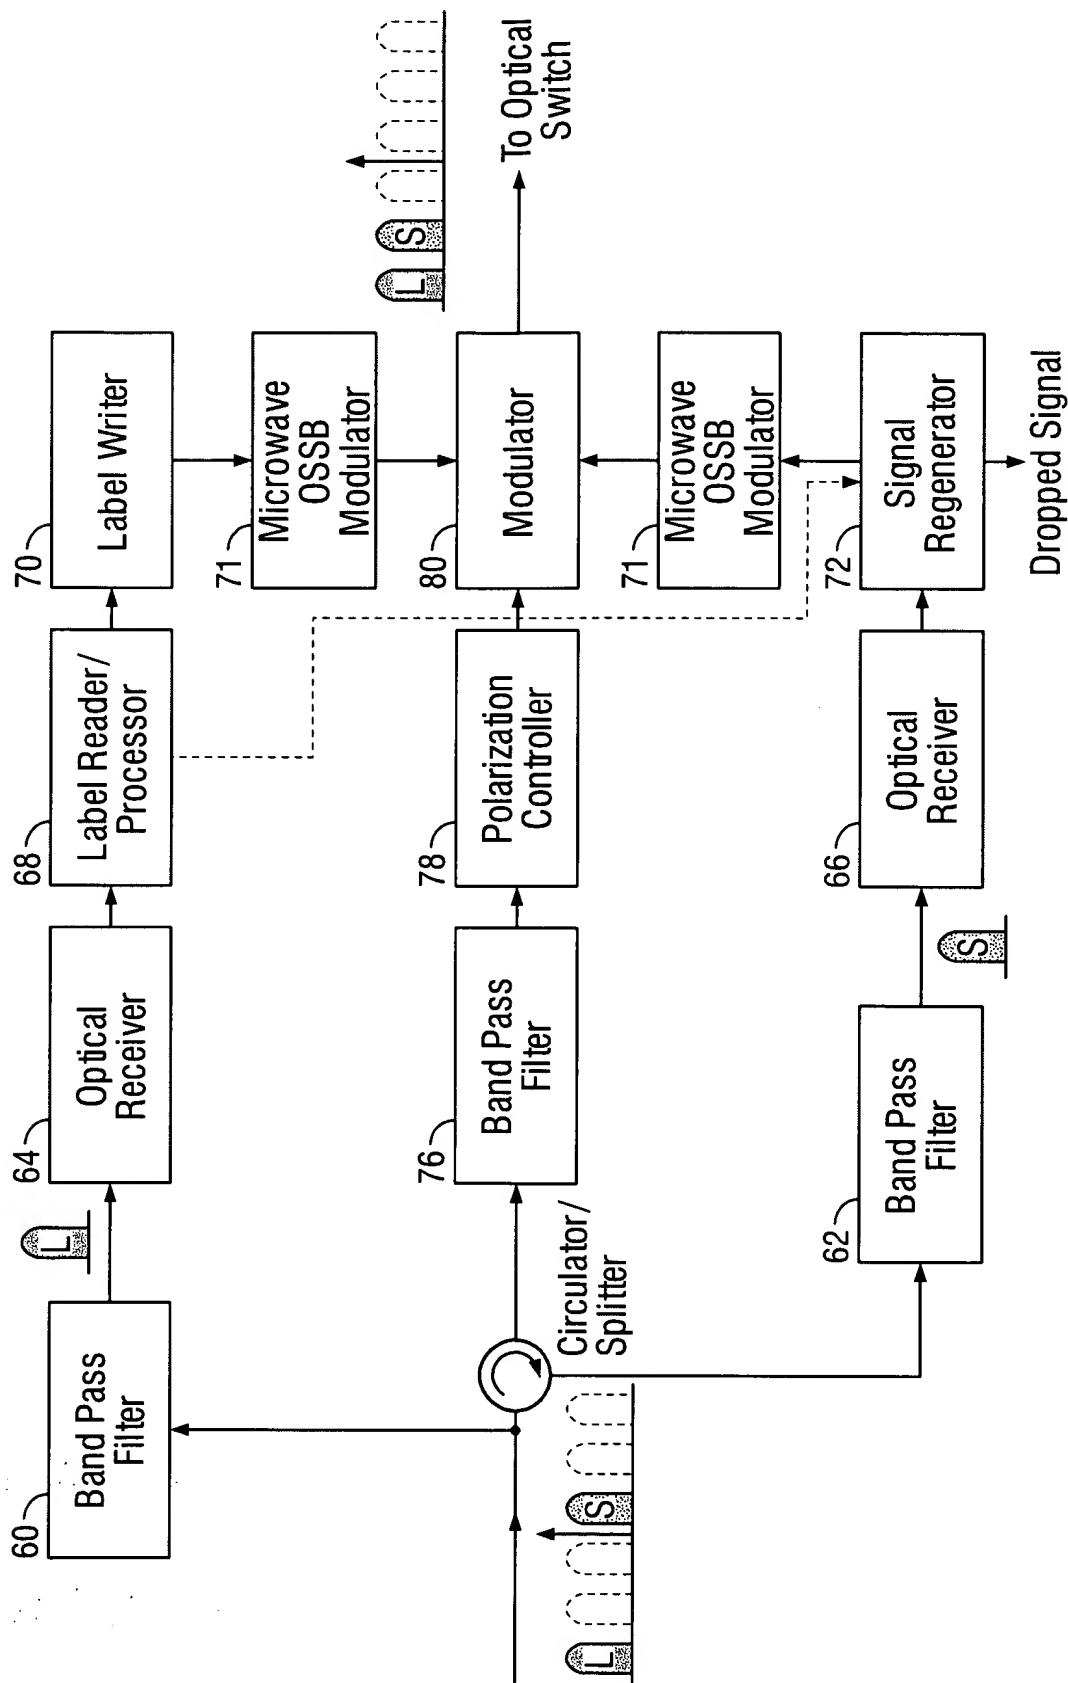 60
Band Pass
Filter
L
64
Optical
Receiver
68
Label Reader/
Processor
70
Label Writer
71
Microwave
OSSB
Modulator
L
S
L
S
Circulator/
Splitter
76
Band Pass
Filter
78
Polarization
Controller
80
Modulator
To Optical
Switch
71
Microwave
OSSB
Modulator
62
Band Pass
Filter
S
66
Optical
Receiver
72
Signal
Regenerator
Dropped Signal